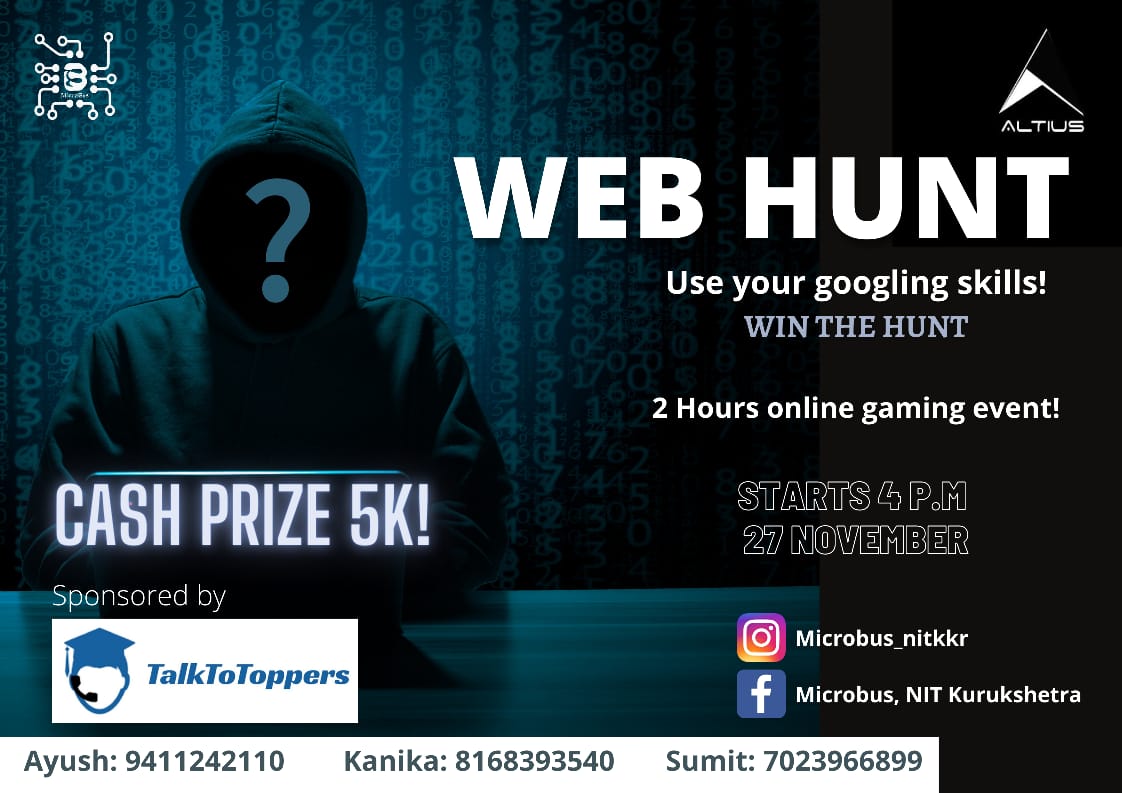 MicroBus
ALTIUS
WEB HUNT
Use your googling skills!
WIN THE HUNT
2 Hours online gaming event!
CASH PRIZE 5K!
STARTS 4 P.M
27 NOVEMBER
Sponsored by
TalkToToppers
Microbus_nitkkr
Microbus, NIT Kurukshetra
Ayush: 9411242110 Kanika: 8168393540 Sumit: 7023966899